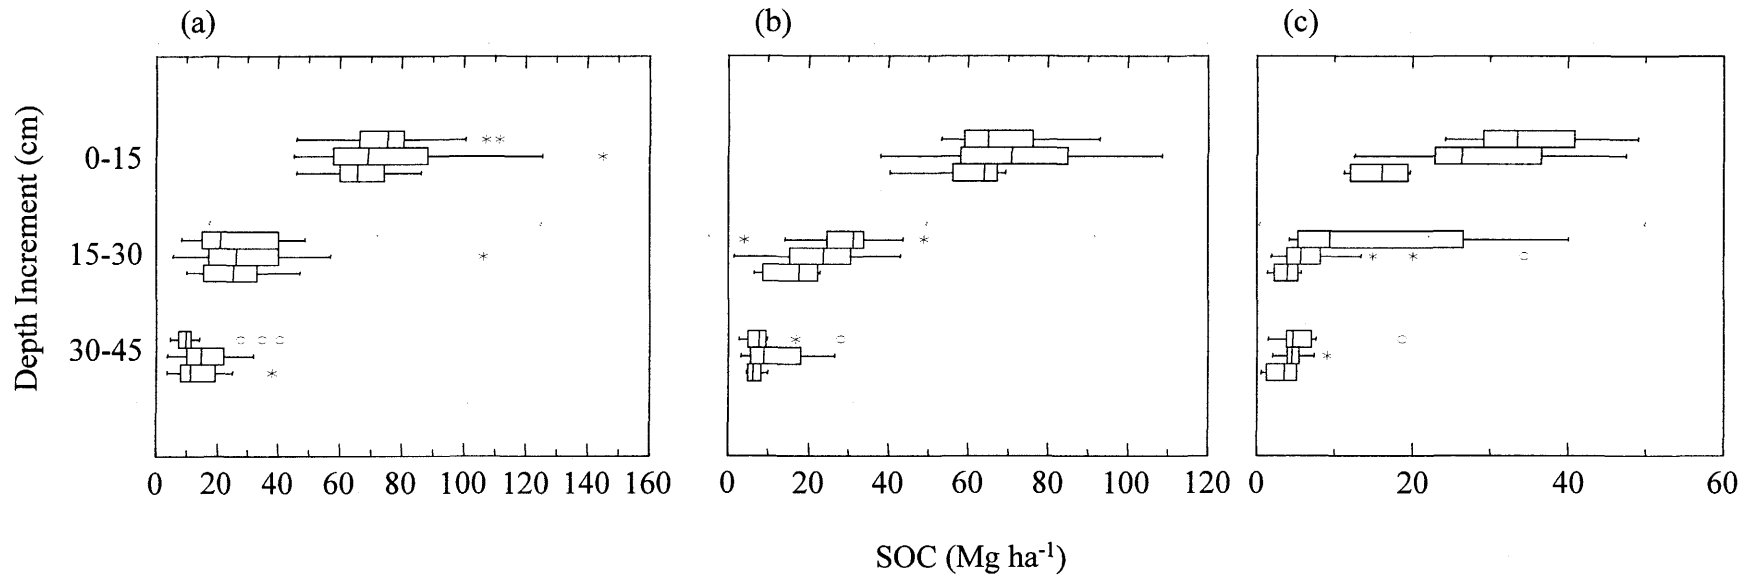 (a) (b) (c)
Depth Increment (cm)
0-15
15-30
30-45
0 20 40 60 80 100 120 140 160
0 20 40 60 80 100 120
0 20 40 60
SOC (Mg ha⁻¹)